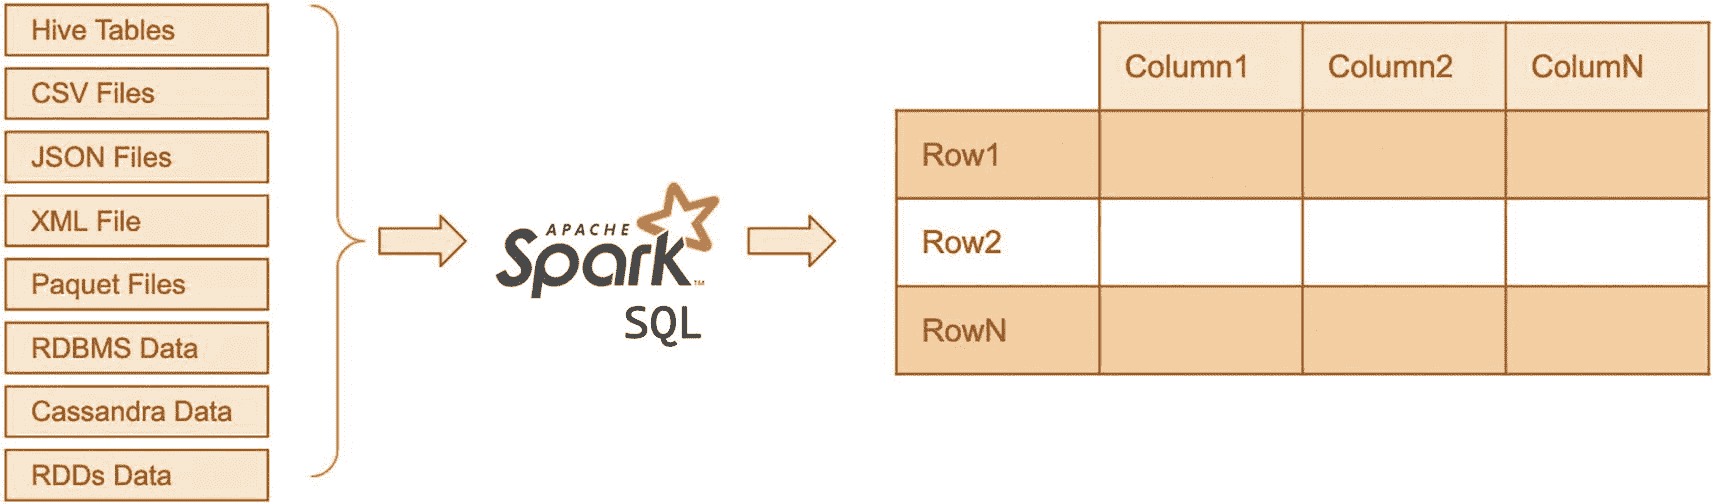 Hive Tables
CSV Files
JSON Files
XML File
Paquet Files
RDBMS Data
Cassandra Data
RDDs Data
APACHE
Spark™
SQL
Column1 Column2 ColumN
Row1
Row2
RowN